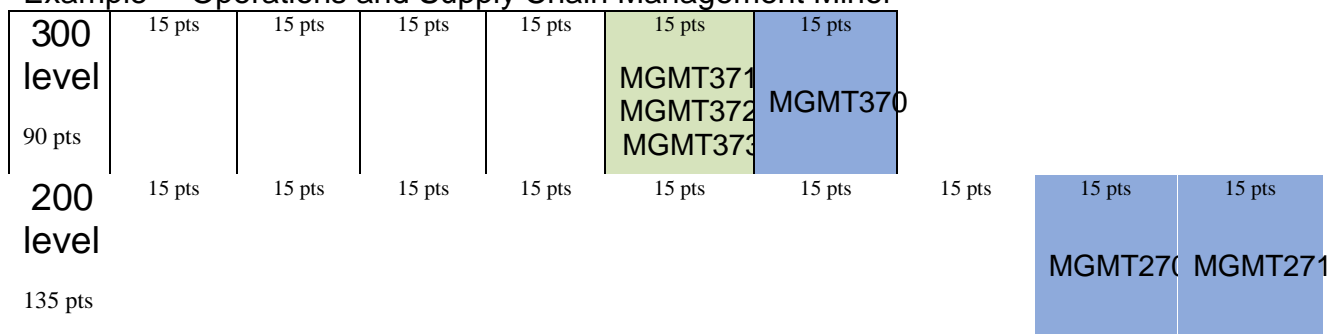 Example – Operations and Supply Chain Management Minor
300 level
15 pts 15 pts 15 pts 15 pts 15 pts 15 pts
MGMT371
MGMT372
MGMT373
MGMT370
90 pts
200 level
15 pts 15 pts 15 pts 15 pts 15 pts 15 pts 15 pts 15 pts 15 pts
MGMT270 MGMT271
135 pts